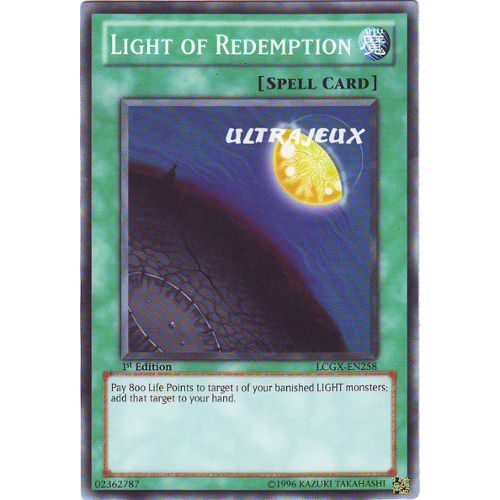 LIGHT OF REDEMPTION 魔
[SPELL CARD]
ULTRAJEUX
1st Edition
LCGX-EN258
Pay 800 Life Points to target 1 of your banished LIGHT monsters;
add that target to your hand.
02362787
©1996 KAZUKI TAKAHASHI